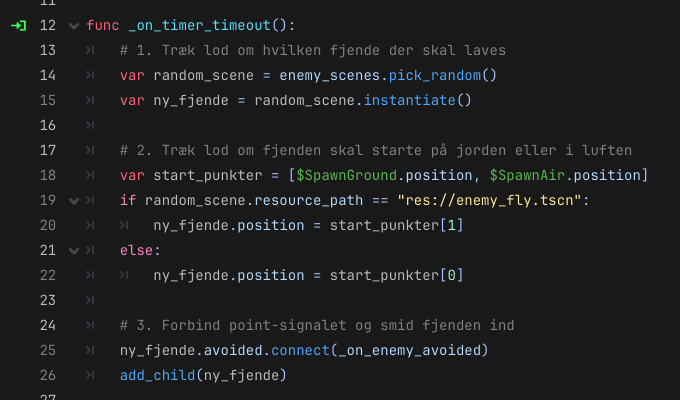 11
12 func _on_timer_timeout():
13 # 1. Træk lod om hvilken fjende der skal laves
14 var random_scene = enemy_scenes.pick_random()
15 var ny_fjende = random_scene.instantiate()
16
17 # 2. Træk lod om fjenden skal starte på jorden eller i luften
18 var start_punkter = [$SpawnGround.position, $SpawnAir.position]
19 if random_scene.resource_path == "res://enemy_fly.tscn":
20 ny_fjende.position = start_punkter[1]
21 else:
22 ny_fjende.position = start_punkter[0]
23
24 # 3. Forbind point-signalet og smid fjenden ind
25 ny_fjende.avoided.connect(_on_enemy_avoided)
26 add_child(ny_fjende)
27